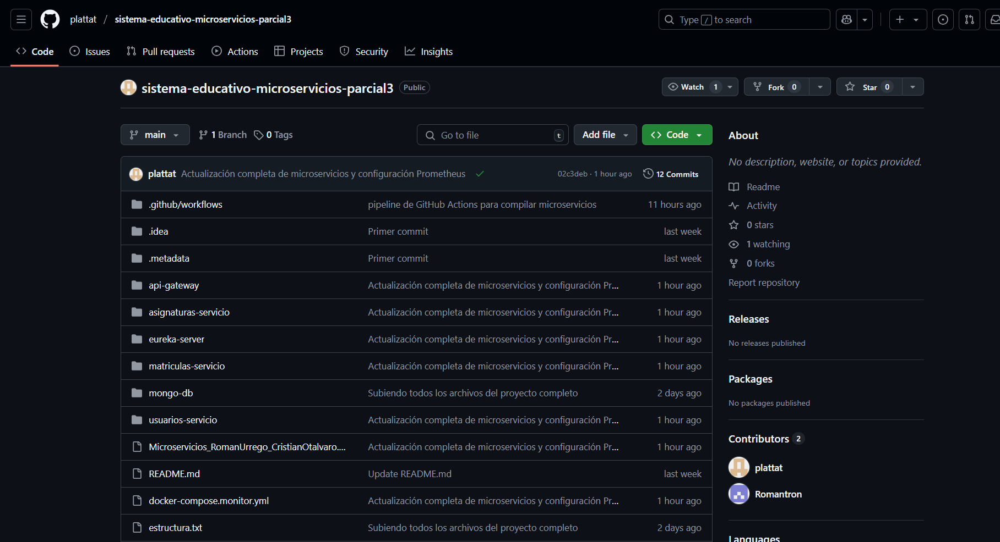 plattat / sistema-educativo-microservicios-parcial3
Type / to search
Code Issues Pull requests Actions Projects Security Insights
sistema-educativo-microservicios-parcial3 Public
Watch 1 Fork 0 Star 0
main 1 Branch 0 Tags Go to file t Add file Code
plattat Actualización completa de microservicios y configuración Prometheus 02c3deb · 1 hour ago 12 Commits
.github/workflows pipeline de GitHub Actions para compilar microservicios 11 hours ago
.idea Primer commit last week
.metadata Primer commit last week
api-gateway Actualización completa de microservicios y configuración Pr... 1 hour ago
asignaturas-servicio Actualización completa de microservicios y configuración Pr... 1 hour ago
eureka-server Actualización completa de microservicios y configuración Pr... 1 hour ago
matriculas-servicio Actualización completa de microservicios y configuración Pr... 1 hour ago
mongo-db Subiendo todos los archivos del proyecto completo 2 days ago
usuarios-servicio Actualización completa de microservicios y configuración Pr... 1 hour ago
Microservicios_RomanUrrego_CristianOtalvaro.... Actualización completa de microservicios y configuración Pr... 1 hour ago
README.md Update README.md last week
docker-compose.monitor.yml Actualización completa de microservicios y configuración Pr... 1 hour ago
estructura.txt Subiendo todos los archivos del proyecto completo 2 days ago
About
No description, website, or topics provided.
Readme
Activity
0 stars
1 watching
0 forks
Report repository
Releases
No releases published
Packages
No packages published
Contributors 2
plattat
Romantron
Languages